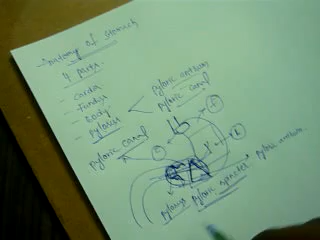 Anatomy of stomach
4 parts.
- Cardia
- Fundus
- Body
- Pylorus
pyloric antrum
pyloric canal
pyloric canal
pyloric antrum
pylorus pyloric sphincter